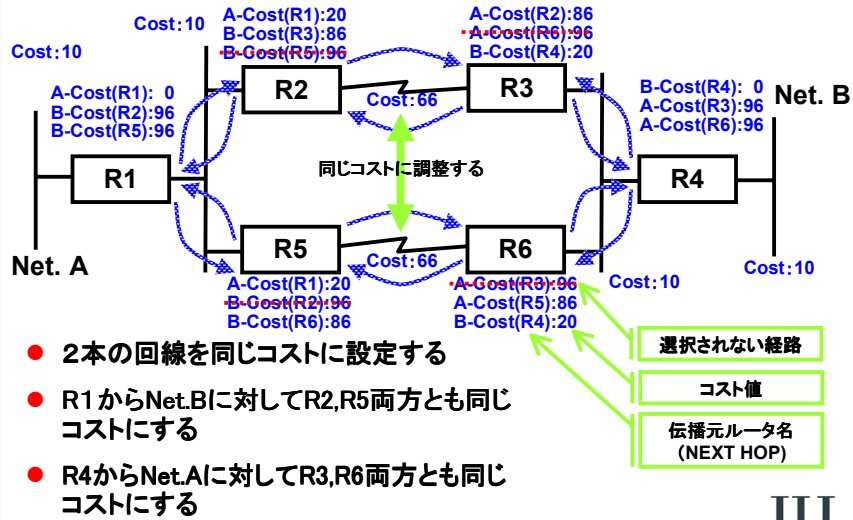 Cost:10
Cost:10
A-Cost(R1):20
B-Cost(R3):86
B-Cost(R5):96
A-Cost(R2):86
A-Cost(R6):96
B-Cost(R4):20
A-Cost(R1): 0
B-Cost(R2):96
B-Cost(R5):96
B-Cost(R4): 0
A-Cost(R3):96
A-Cost(R6):96
Net. B
R2
Cost:66
R3
R1
同じコストに調整する
R4
R5
Cost:66
R6
Net. A
Cost:10
Cost:10
A-Cost(R1):20
B-Cost(R2):96
B-Cost(R6):86
A-Cost(R3):96
A-Cost(R5):86
B-Cost(R4):20
選択されない経路
コスト値
伝播元ルータ名
(NEXT HOP)
● 2本の回線を同じコストに設定する
● R1からNet.Bに対してR2,R5両方とも同じ
コストにする
● R4からNet.Aに対してR3,R6両方とも同じ
コストにする